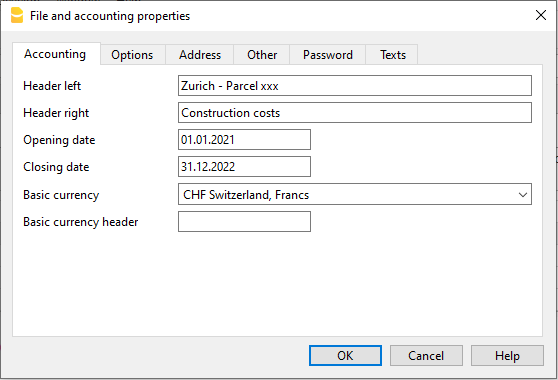 File and accounting properties
Accounting Options Address Other Password Texts
Header left Zurich - Parcel xxx
Header right Construction costs
Opening date 01.01.2021
Closing date 31.12.2022
Basic currency CHF Switzerland, Francs
Basic currency header
OK Cancel Help